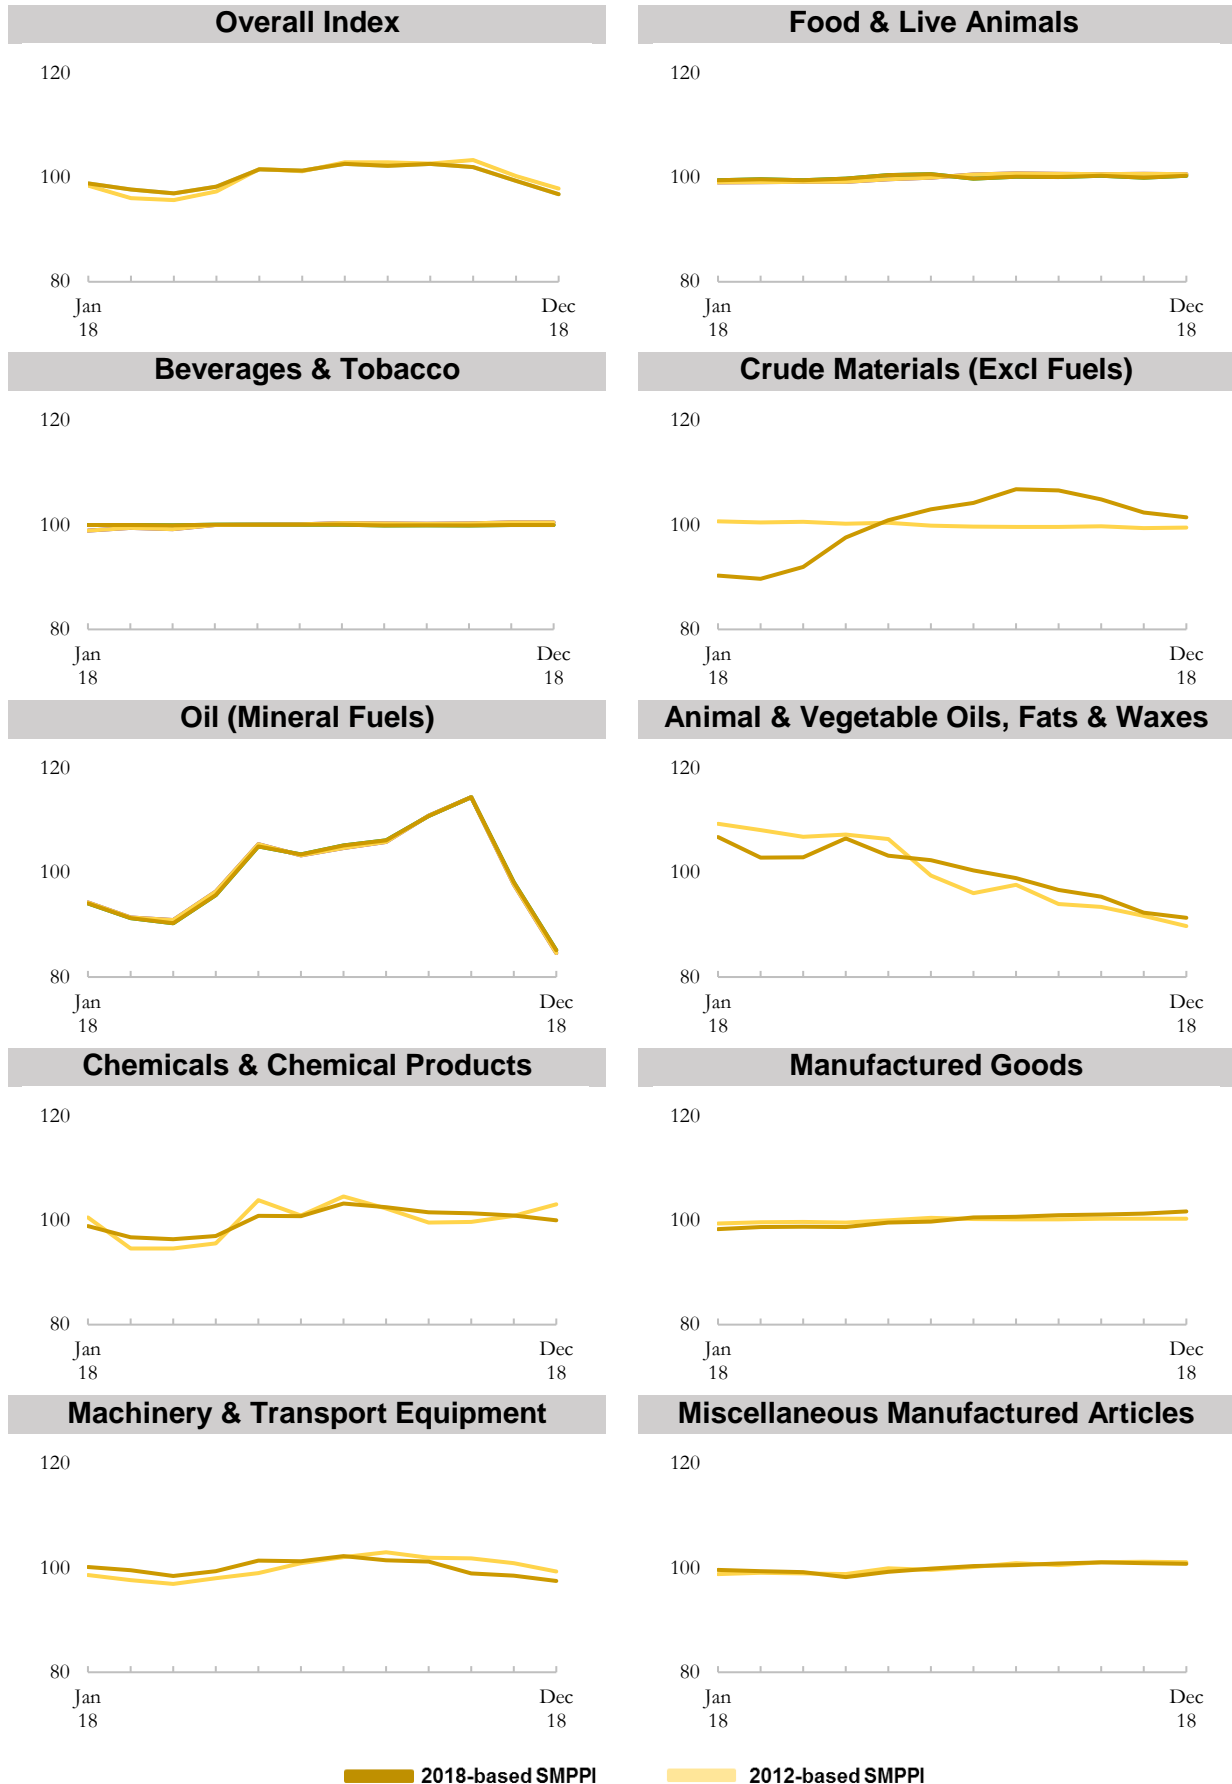 Overall Index
120
100
80
Jan
18
Dec
18
Food & Live Animals
120
100
80
Jan
18
Dec
18
Beverages & Tobacco
120
100
80
Jan
18
Dec
18
Crude Materials (Excl Fuels)
120
100
80
Jan
18
Dec
18
Oil (Mineral Fuels)
120
100
80
Jan
18
Dec
18
Animal & Vegetable Oils, Fats & Waxes
120
100
80
Jan
18
Dec
18
Chemicals & Chemical Products
120
100
80
Jan
18
Dec
18
Manufactured Goods
120
100
80
Jan
18
Dec
18
Machinery & Transport Equipment
120
100
80
Jan
18
Dec
18
Miscellaneous Manufactured Articles
120
100
80
Jan
18
Dec
18
2018-based SMPPI
2012-based SMPPI